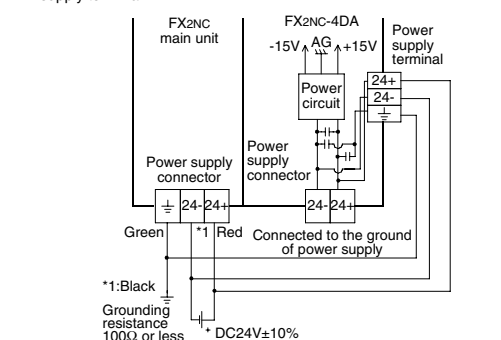 FX2NC
main unit
FX2NC-4DA
-15V AG +15V
Power
supply
terminal
24+
24-
Power
circuit
Power
supply
connector
Power supply
connector
24- 24+
24- 24+
Green *1 Red
Connected to the ground
of power supply
*1:Black
Grounding
resistance
100Ω or less
+ DC24V±10%